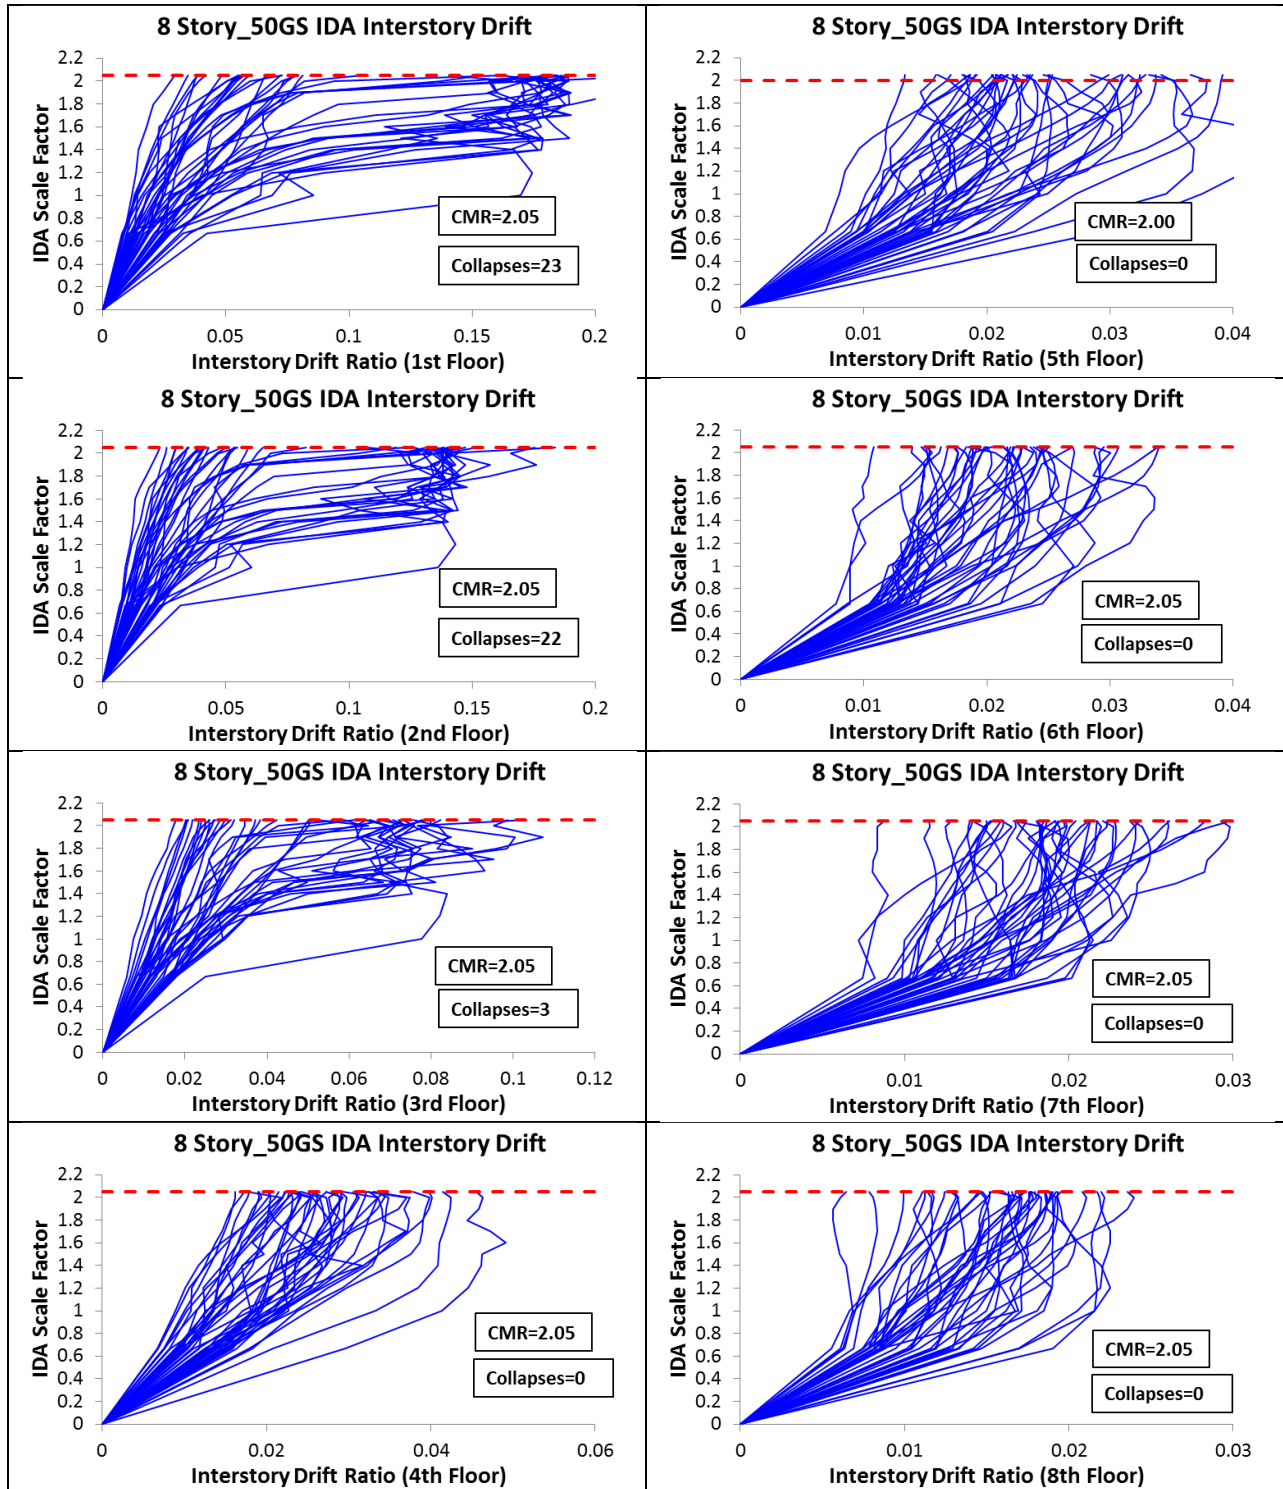 8 Story_50GS IDA Interstory Drift
IDA Scale Factor
2.2
2
1.8
1.6
1.4
1.2
1
0.8
0.6
0.4
0.2
0
CMR=2.05
Collapses=23
0 0.05 0.1 0.15 0.2
Interstory Drift Ratio (1st Floor)
8 Story_50GS IDA Interstory Drift
IDA Scale Factor
2.2
2
1.8
1.6
1.4
1.2
1
0.8
0.6
0.4
0.2
0
CMR=2.00
Collapses=0
0 0.01 0.02 0.03 0.04
Interstory Drift Ratio (5th Floor)
8 Story_50GS IDA Interstory Drift
IDA Scale Factor
2.2
2
1.8
1.6
1.4
1.2
1
0.8
0.6
0.4
0.2
0
CMR=2.05
Collapses=22
0 0.05 0.1 0.15 0.2
Interstory Drift Ratio (2nd Floor)
8 Story_50GS IDA Interstory Drift
IDA Scale Factor
2.2
2
1.8
1.6
1.4
1.2
1
0.8
0.6
0.4
0.2
0
CMR=2.05
Collapses=0
0 0.01 0.02 0.03 0.04
Interstory Drift Ratio (6th Floor)
8 Story_50GS IDA Interstory Drift
IDA Scale Factor
2.2
2
1.8
1.6
1.4
1.2
1
0.8
0.6
0.4
0.2
0
CMR=2.05
Collapses=3
0 0.02 0.04 0.06 0.08 0.1 0.12
Interstory Drift Ratio (3rd Floor)
8 Story_50GS IDA Interstory Drift
IDA Scale Factor
2.2
2
1.8
1.6
1.4
1.2
1
0.8
0.6
0.4
0.2
0
CMR=2.05
Collapses=0
0 0.01 0.02 0.03
Interstory Drift Ratio (7th Floor)
8 Story_50GS IDA Interstory Drift
IDA Scale Factor
2.2
2
1.8
1.6
1.4
1.2
1
0.8
0.6
0.4
0.2
0
CMR=2.05
Collapses=0
0 0.02 0.04 0.06
Interstory Drift Ratio (4th Floor)
8 Story_50GS IDA Interstory Drift
IDA Scale Factor
2.2
2
1.8
1.6
1.4
1.2
1
0.8
0.6
0.4
0.2
0
CMR=2.05
Collapses=0
0 0.01 0.02 0.03
Interstory Drift Ratio (8th Floor)